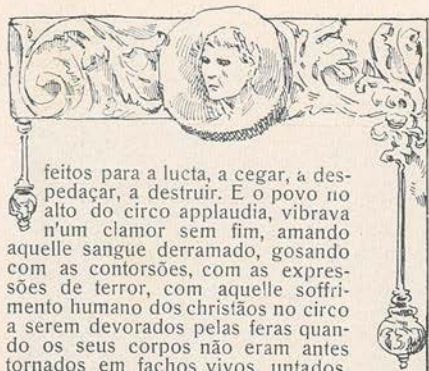 feitos para a lucta, a cegar, a des-
pedaçar, a destruir. E o povo no
alto do circo applaudia, vibrava
n'um clamor sem fim, amando
aquelle sangue derramado, gosando
com as contorsões, com as expres-
sões de terror, com aquelle soffri-
mento humano dos christãos no circo
a serem devorados pelas feras quan-
do os seus corpos não eram antes
tornados em fachos vivos, untados